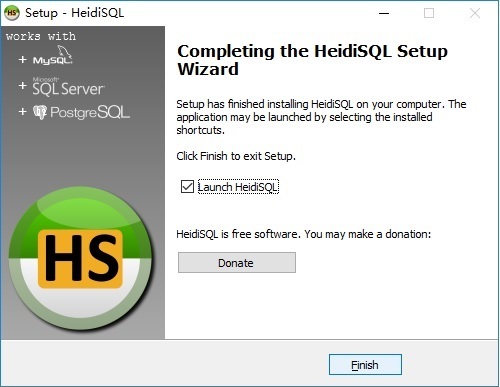 Setup - HeidiSQL
works with
+ MySQL
Microsoft
+ SQL Server
+ PostgreSQL
HS
Completing the HeidiSQL Setup
Wizard
Setup has finished installing HeidiSQL on your computer. The
application may be launched by selecting the installed
shortcuts.
Click Finish to exit Setup.
Launch HeidiSQL
HeidiSQL is free software. You may make a donation:
Donate
Finish